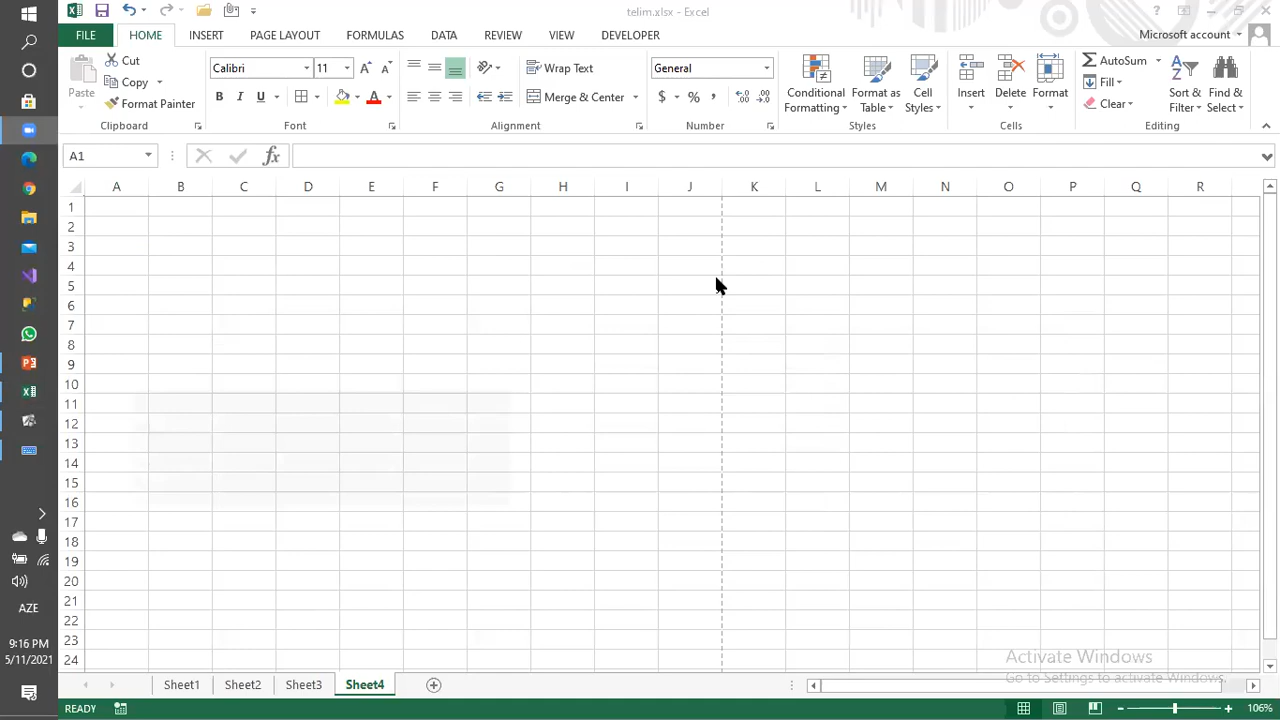 telim.xlsx - Excel
FILE HOME INSERT PAGE LAYOUT FORMULAS DATA REVIEW VIEW DEVELOPER Microsoft account
Paste
Cut
Copy
Format Painter
Clipboard
Calibri 11
B I U
Font
Wrap Text
Merge & Center
Alignment
General
$ % ,
Number
Conditional Formatting
Format as Table
Cell Styles
Styles
Insert
Delete
Format
Cells
AutoSum
Fill
Clear
Sort & Filter
Find & Select
Editing
A1 fx
A B C D E F G H I J K L M N O P Q R
1
2
3
4
5
6
7
8
9
10
11
12
13
14
15
16
17
18
19
20
21
22
23
24
AZE
9:16 PM
5/11/2021
Activate Windows
Go to Settings to activate Windows.
Sheet1 Sheet2 Sheet3 Sheet4
READY 106%